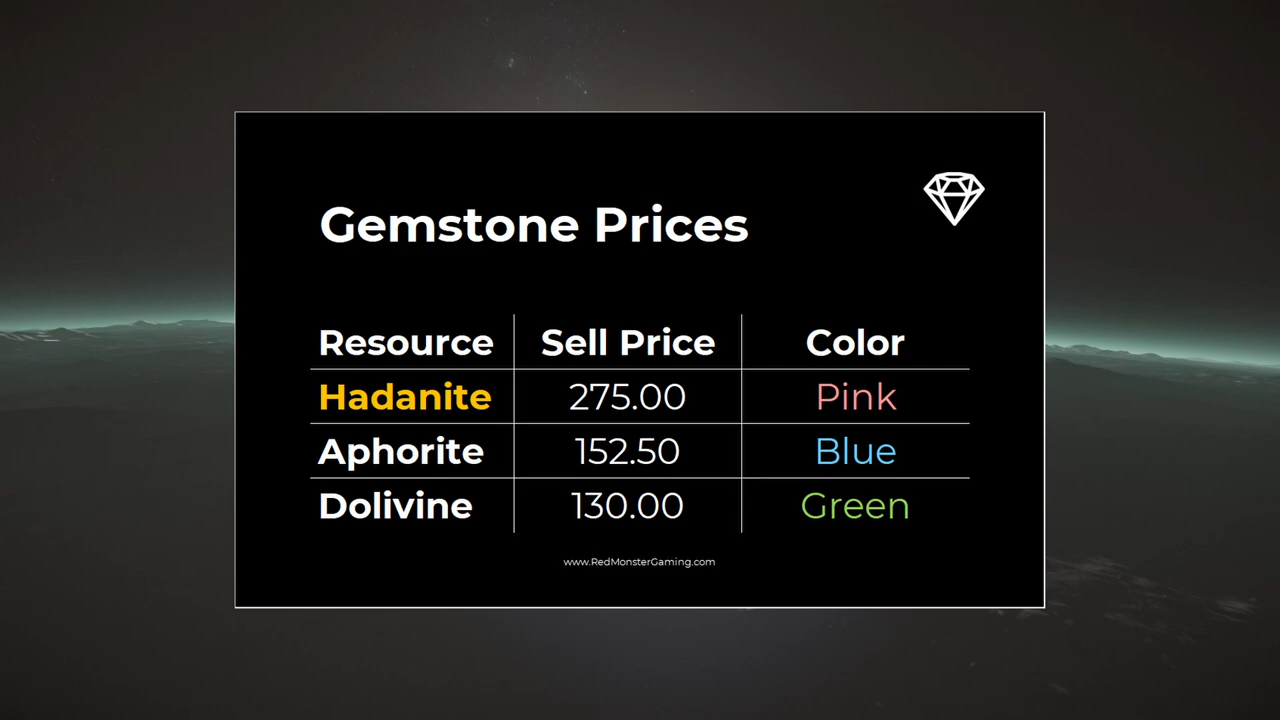 Gemstone Prices
Resource Sell Price Color
Hadanite 275.00 Pink
Aphorite 152.50 Blue
Dolivine 130.00 Green
www.RedMonsterGaming.com